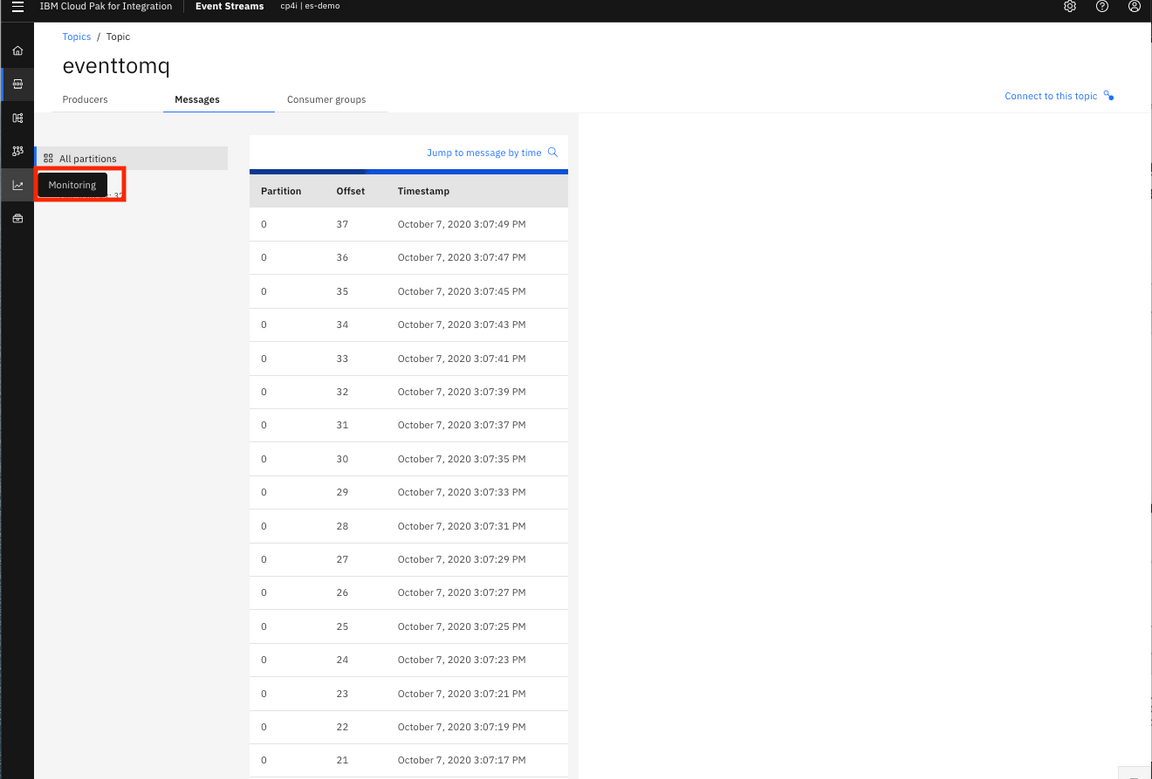 IBM Cloud Pak for Integration Event Streams cp4i | es-demo
Topics / Topic
eventtomq
Producers Messages Consumer groups
Connect to this topic
All partitions
Monitoring
Jump to message by time
Partition Offset Timestamp
0 37 October 7, 2020 3:07:49 PM
0 36 October 7, 2020 3:07:47 PM
0 35 October 7, 2020 3:07:45 PM
0 34 October 7, 2020 3:07:43 PM
0 33 October 7, 2020 3:07:41 PM
0 32 October 7, 2020 3:07:39 PM
0 31 October 7, 2020 3:07:37 PM
0 30 October 7, 2020 3:07:35 PM
0 29 October 7, 2020 3:07:33 PM
0 28 October 7, 2020 3:07:31 PM
0 27 October 7, 2020 3:07:29 PM
0 26 October 7, 2020 3:07:27 PM
0 25 October 7, 2020 3:07:25 PM
0 24 October 7, 2020 3:07:23 PM
0 23 October 7, 2020 3:07:21 PM
0 22 October 7, 2020 3:07:19 PM
0 21 October 7, 2020 3:07:17 PM